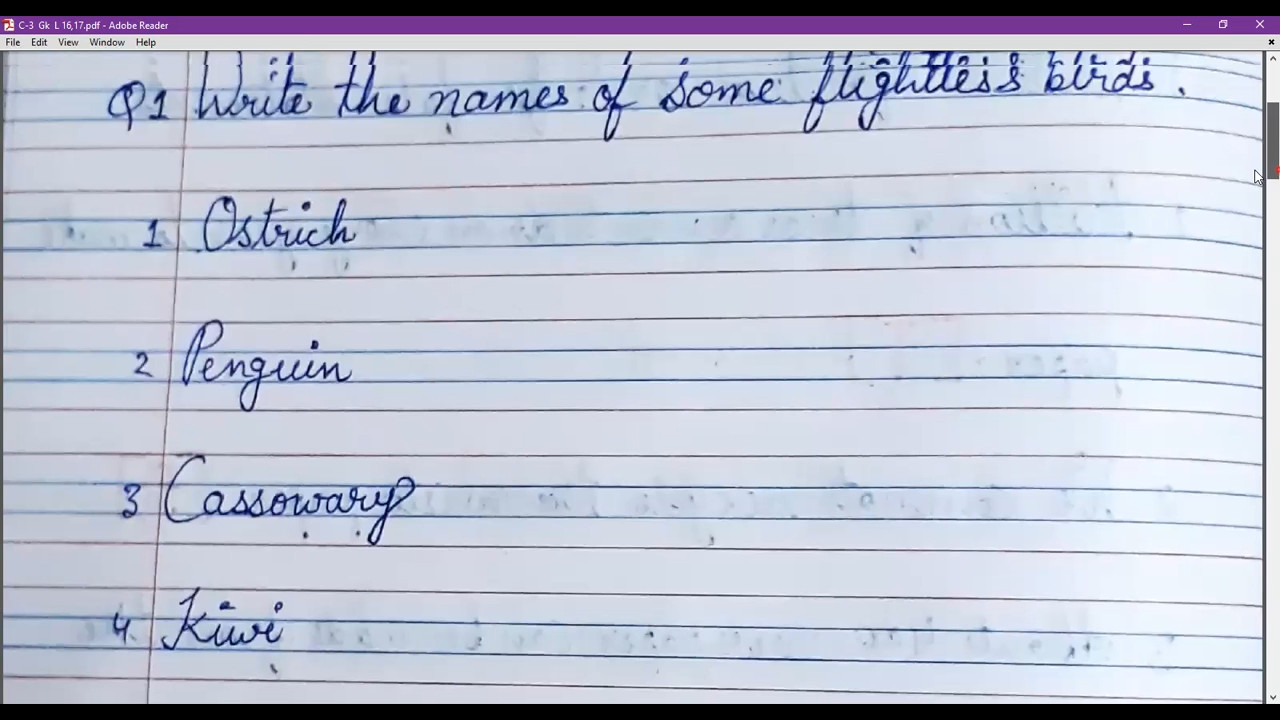 C-3 Gk L 16,17.pdf - Adobe Reader
File Edit View Window Help
Q1 Write the names of some flightless birds.
1 Ostrich
2 Penguin
3 Cassowary
4 Kiwi